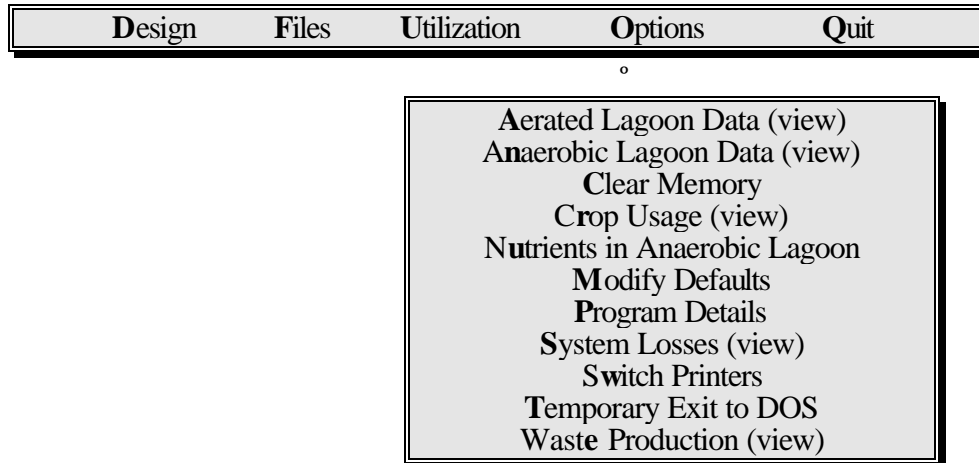 Design Files Utilization Options Quit
o
Aerated Lagoon Data (view)
Anaerobic Lagoon Data (view)
Clear Memory
Crop Usage (view)
Nutrients in Anaerobic Lagoon
Modify Defaults
Program Details
System Losses (view)
Switch Printers
Temporary Exit to DOS
Waste Production (view)